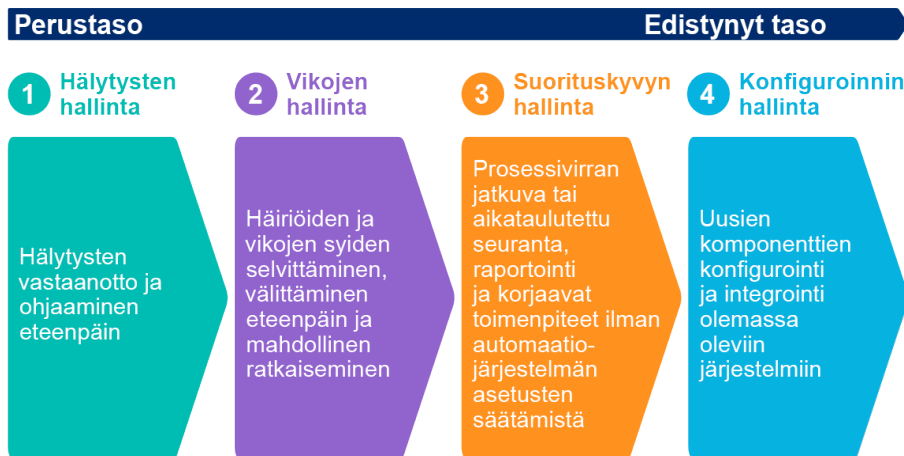 Perustaso
Edistynyt taso
1
Hälytysten
hallinta
2
Vikojen
hallinta
3
Suorituskyvyn
hallinta
4
Konfiguroinnin
hallinta
Hälytysten
vastaanotto ja
ohjaaminen
eteenpäin
Häiriöiden ja
vikojen syiden
selvittäminen,
välittäminen
eteenpäin ja
mahdollinen
ratkaiseminen
Prosessivirran
jatkuva tai
aikataulutettu
seuranta,
raportointi
ja korjaavat
toimenpiteet ilman
automaatio-
järjestelmän
asetusten
säätämistä
Uusien
komponenttien
konfigurointi
ja integrointi
olemassa
oleviin
järjestelmiin